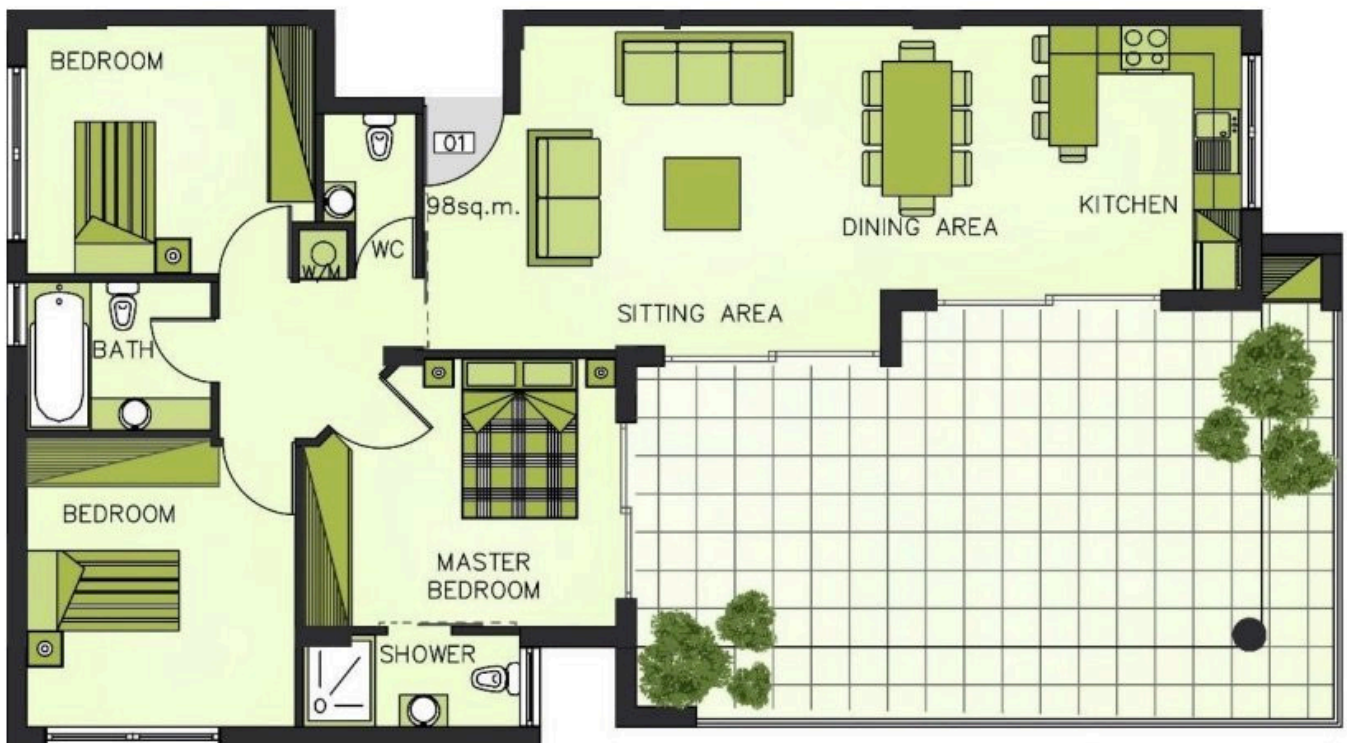 BEDROOM
01
98sq.m.
WC
W/M
KITCHEN
DINING AREA
SITTING AREA
BATH
BEDROOM
MASTER
BEDROOM
SHOWER